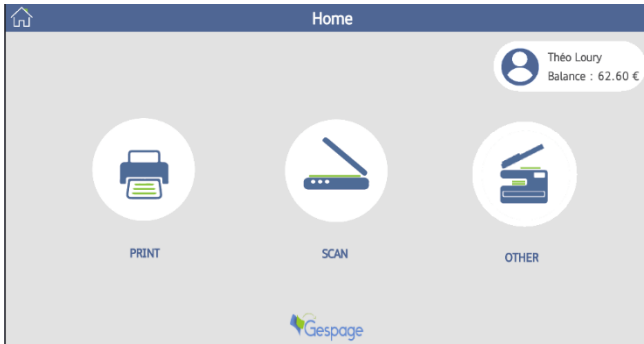 Home
Théo Loury
Balance : 62.60 €
PRINT
SCAN
OTHER
Gespage